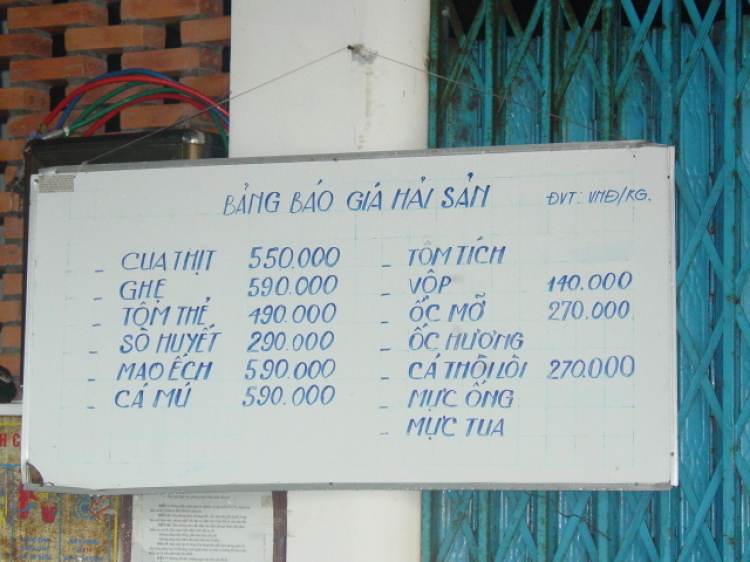 BẢNG BÁO GIÁ HẢI SẢN
ĐVT: VNĐ/KG.
_ CUA THỊT 550.000
_ GHẸ 590.000
_ TÔM THẺ 490.000
_ SÒ HUYẾT 290.000
_ MAO ẾCH 590.000
_ CÁ MÚ 590.000
_ TÔM TÍCH
_ VỘP 140.000
_ ỐC MỠ 270.000
_ ỐC HƯƠNG
_ CÁ THÒI LÒI 270.000
_ MỰC ỐNG
_ MỰC TUA